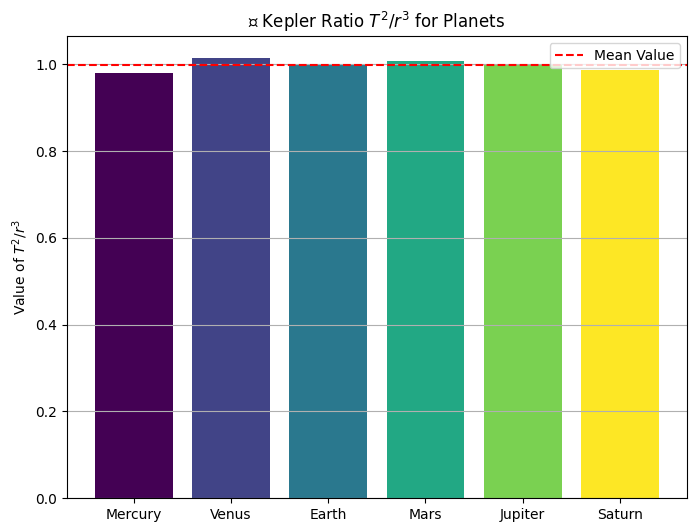 Kepler Ratio T²/r³ for Planets
Mean Value
Value of T²/r³
1.0
0.8
0.6
0.4
0.2
0.0
Mercury Venus Earth Mars Jupiter Saturn